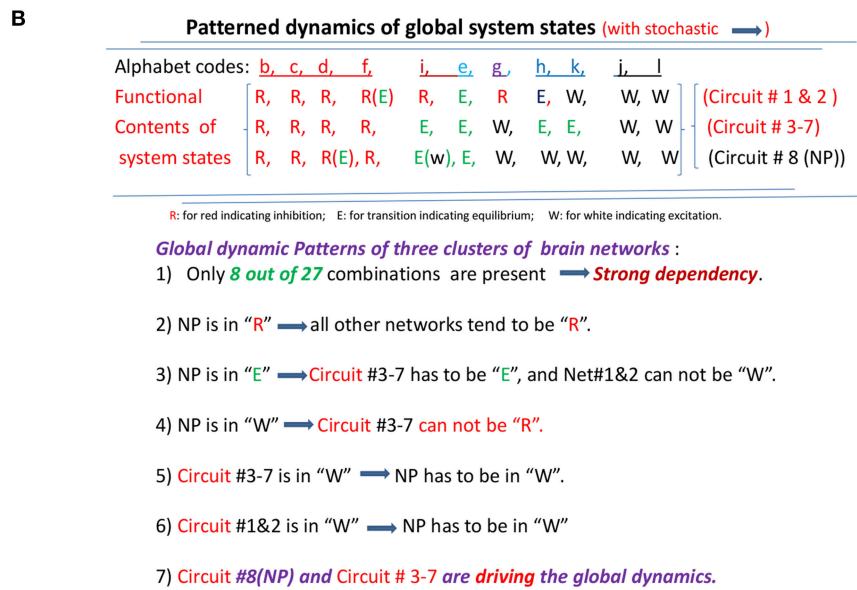 B
Patterned dynamics of global system states (with stochastic ➡ )
Alphabet codes: b, c, d, f, i, e, g, h, k, j, l
Functional R, R, R, R(E) R, E, R E, W, W, W (Circuit # 1 & 2 )
Contents of R, R, R, R, E, E, W, E, E, W, W (Circuit # 3-7)
system states R, R, R(E), R, E(w), E, W, W, W, W, W (Circuit # 8 (NP))
R: for red indicating inhibition; E: for transition indicating equilibrium; W: for white indicating excitation.
Global dynamic Patterns of three clusters of brain networks :
1) Only 8 out of 27 combinations are present ➡ Strong dependency.
2) NP is in “R” ➡ all other networks tend to be “R”.
3) NP is in “E” ➡ Circuit #3-7 has to be “E”, and Net#1&2 can not be “W”.
4) NP is in “W” ➡ Circuit #3-7 can not be “R”.
5) Circuit #3-7 is in “W” ➡ NP has to be in “W”.
6) Circuit #1&2 is in “W” ➡ NP has to be in “W”
7) Circuit #8(NP) and Circuit # 3-7 are driving the global dynamics.